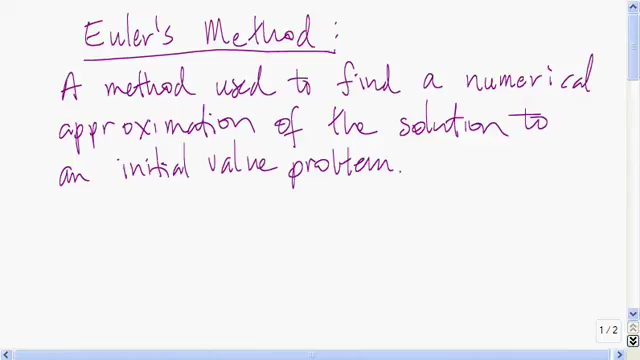 Euler's Method :
A method used to find a numerical
approximation of the solution to
an initial value problem.
1/2